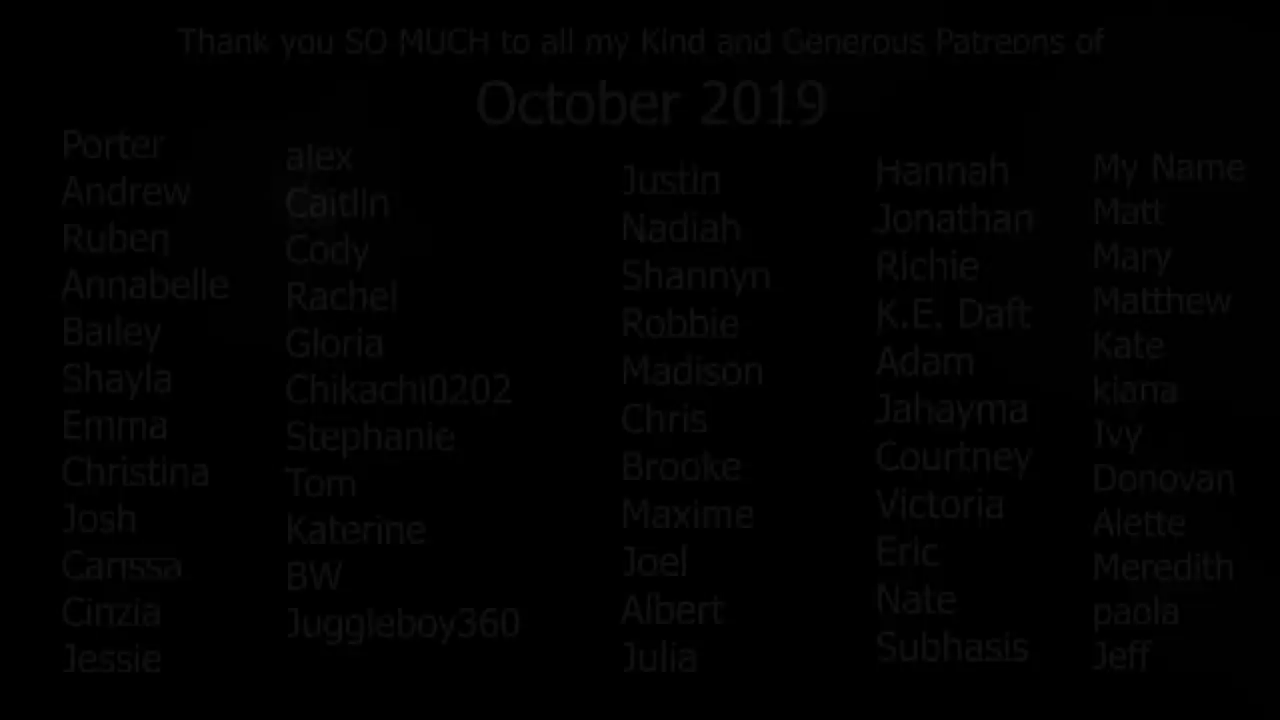 Thank you SO MUCH to all my Kind and Generous Patreons of
October 2019
Porter
Andrew
Ruben
Annabelle
Bailey
Shayla
Emma
Christina
Josh
Carissa
Cinzia
Jessie
alex
Caitlin
Cody
Rachel
Gloria
Chikachi0202
Stephanie
Tom
Katerine
BW
Juggleboy360
Justin
Nadiah
Shannyn
Robbie
Madison
Chris
Brooke
Maxime
Joel
Albert
Julia
Hannah
Jonathan
Richie
K.E. Daft
Adam
Jahayma
Courtney
Victoria
Eric
Nate
Subhasis
My Name
Matt
Mary
Matthew
Kate
kiana
Ivy
Donovan
Alette
Meredith
paola
Jeff